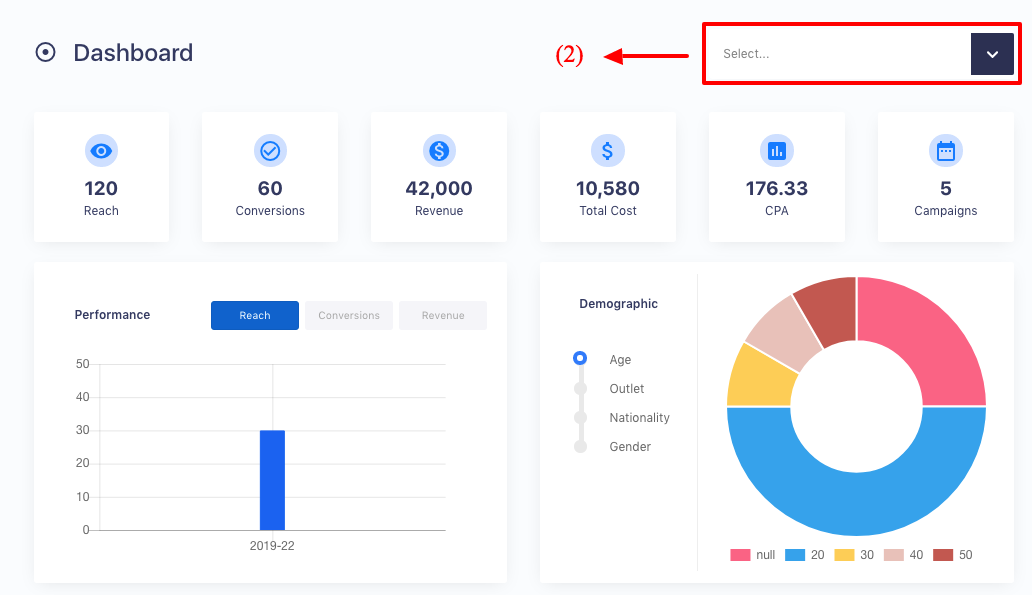 Dashboard
(2)
Select...
120
Reach
60
Conversions
42,000
Revenue
10,580
Total Cost
176.33
CPA
5
Campaigns
Performance
Reach
Conversions
Revenue
50
40
30
20
10
0
2019-22
Demographic
Age
Outlet
Nationality
Gender
null
20
30
40
50